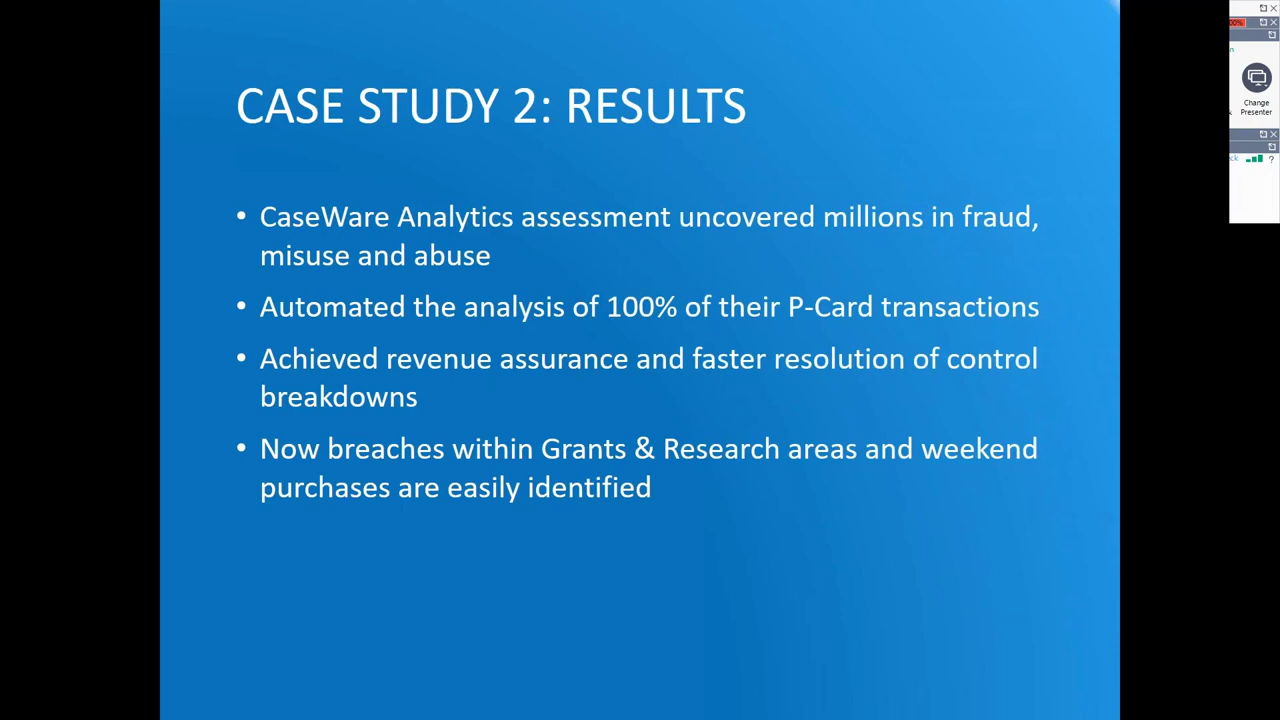 CASE STUDY 2: RESULTS
• CaseWare Analytics assessment uncovered millions in fraud,
misuse and abuse
• Automated the analysis of 100% of their P-Card transactions
• Achieved revenue assurance and faster resolution of control
breakdowns
• Now breaches within Grants & Research areas and weekend
purchases are easily identified
Change
Presenter
?